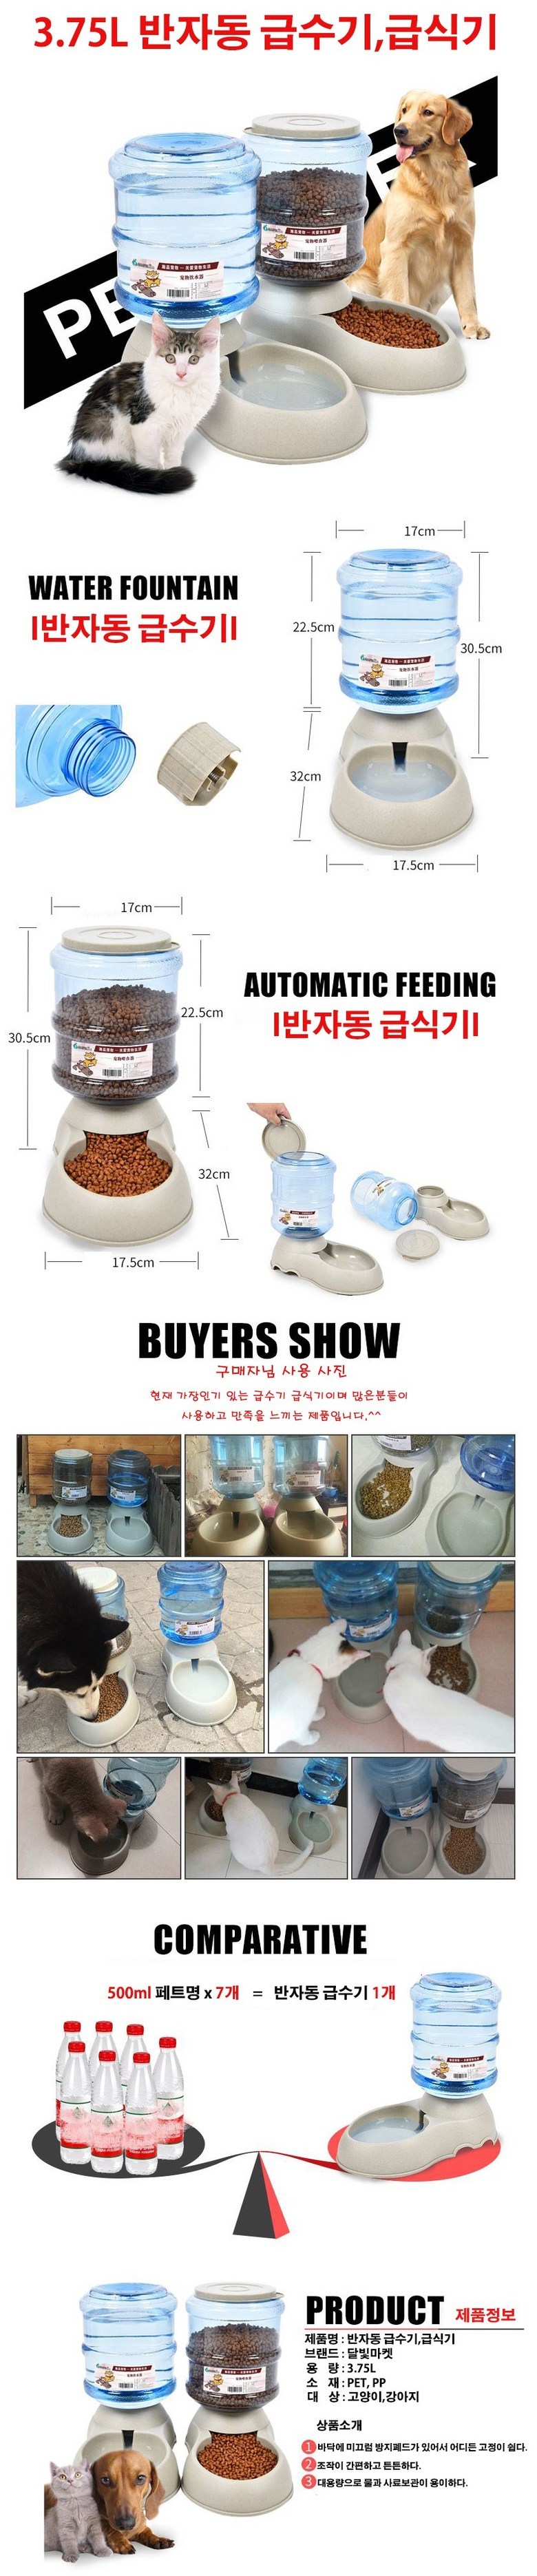 3.75L 반자동 급수기,급식기
PE
17cm
WATER FOUNTAIN
I반자동 급수기I
22.5cm
30.5cm
32cm
17.5cm
17cm
AUTOMATIC FEEDING
I반자동 급식기I
22.5cm
30.5cm
32cm
17.5cm
BUYERS SHOW
구매자님 사용 사진
현재 가장인기 있는 급수기 급식기이며 많은분들이
사용하고 만족을 느끼는 제품입니다.^^
COMPARATIVE
500ml 페트명 x 7개 = 반자동 급수기 1개
PRODUCT 제품정보
제품명 : 반자동 급수기,급식기
브랜드 : 달빛마켓
용 량 : 3.75L
소 재 : PET, PP
대 상 : 고양이,강아지
상품소개
1 바닥에 미끄럼 방지페드가 있어서 어디든 고정이 쉽다.
2 조작이 간편하고 튼튼하다.
3 대용량으로 물과 사료보관이 용이하다.